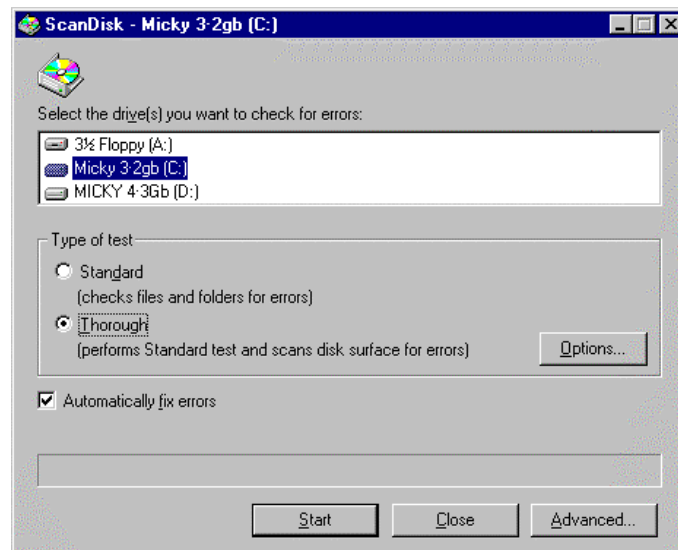 ScanDisk - Micky 3·2gb (C:)
Select the drive(s) you want to check for errors:
3½ Floppy (A:)
Micky 3·2gb (C:)
MICKY 4·3Gb (D:)
Type of test
Standard
(checks files and folders for errors)
Thorough
(performs Standard test and scans disk surface for errors)
Options...
Automatically fix errors
Start
Close
Advanced...